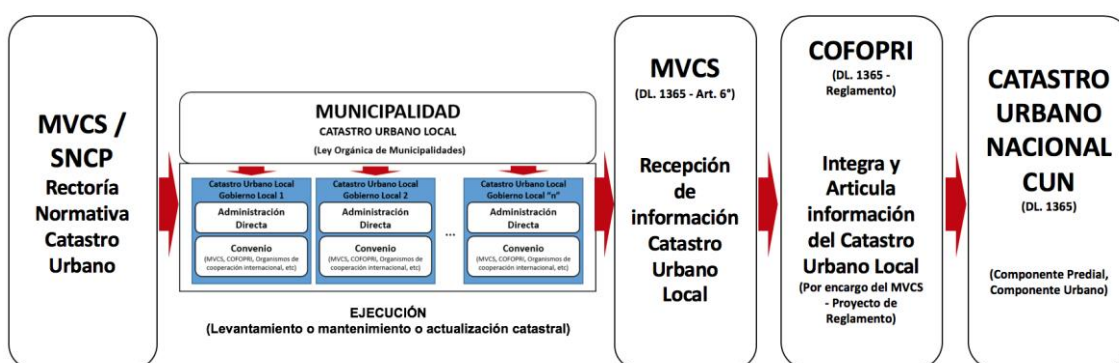 MVCS /
SNCP
Rectoría
Normativa
Catastro
Urbano
MUNICIPALIDAD
CATASTRO URBANO LOCAL
(Ley Orgánica de Municipalidades)
Catastro Urbano Local
Gobierno Local 1
Administración
Directa
Convenio
(MVCS, COFOPRI, Organismos de
cooperación internacional, etc)
Catastro Urbano Local
Gobierno Local 2
Administración
Directa
Convenio
(MVCS, COFOPRI, Organismos de
cooperación internacional, etc)
...
Catastro Urbano Local
Gobierno Local "n"
Administración
Directa
Convenio
(MVCS, COFOPRI, Organismos de
cooperación internacional, etc)
EJECUCIÓN
(Levantamiento o mantenimiento o actualización catastral)
MVCS
(DL. 1365 - Art. 6°)
Recepción
de
información
Catastro
Urbano
Local
COFOPRI
(DL. 1365 -
Reglamento)
Integra y
Articula
información
del Catastro
Urbano Local
(Por encargo del MVCS
- Proyecto de
Reglamento)
CATASTRO
URBANO
NACIONAL
CUN
(DL. 1365)
(Componente Predial,
Componente Urbano)